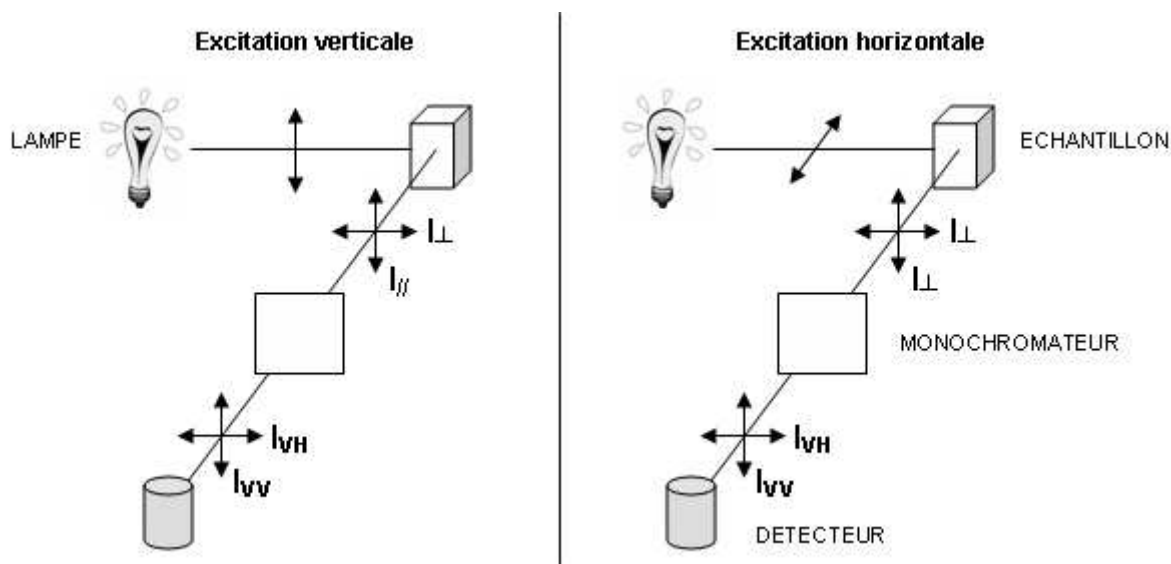 Excitation verticale
LAMPE
I⊥
I//
IVH
IVV
Excitation horizontale
ECHANTILLON
I⊥
I⊥
MONOCHROMATEUR
IVH
IVV
DETECTEUR